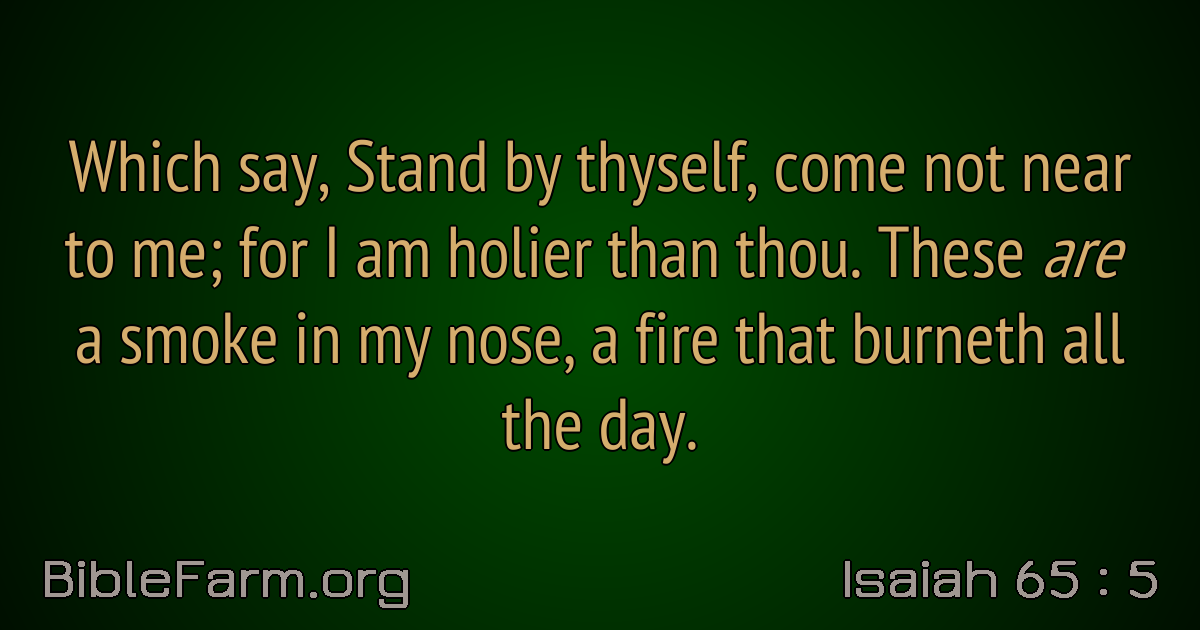 Which say, Stand by thyself, come not near
to me; for I am holier than thou. These are
a smoke in my nose, a fire that burneth all
the day.
BibleFarm.org
Isaiah 65 : 5